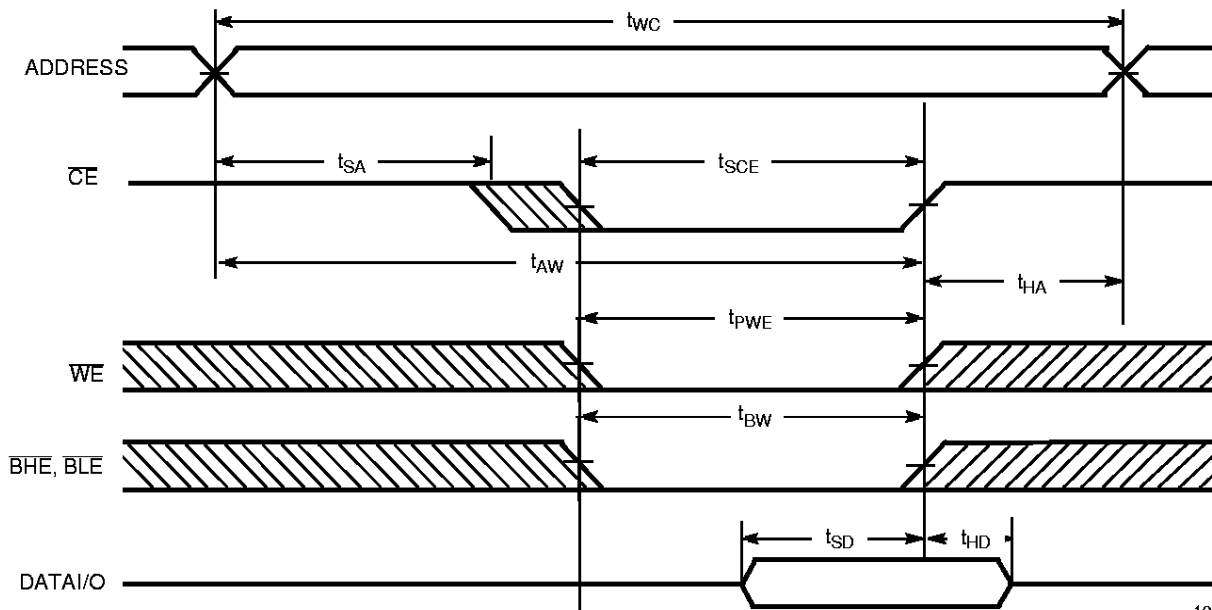 tWC
ADDRESS
tSA
tSCE
CE
tAW
tHA
tPWE
WE
tBW
BHE, BLE
tSD
tHD
DATAI/O